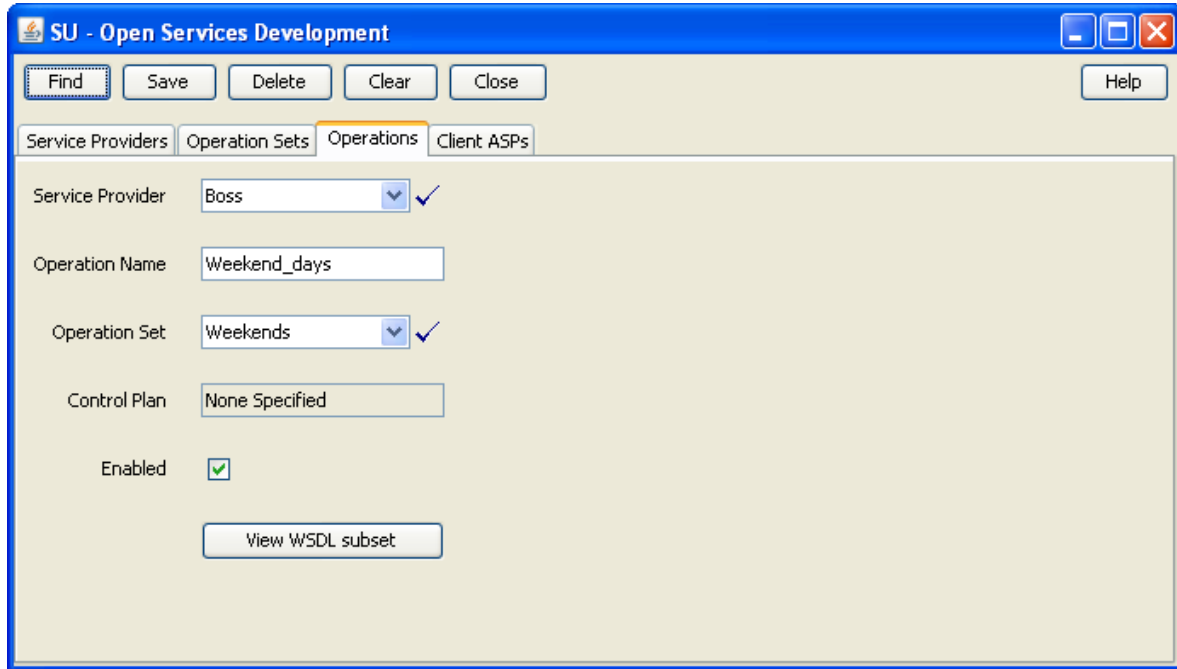 SU - Open Services Development
Find Save Delete Clear Close Help
Service Providers Operation Sets Operations Client ASPs
Service Provider Boss
Operation Name Weekend_days
Operation Set Weekends
Control Plan None Specified
Enabled
View WSDL subset